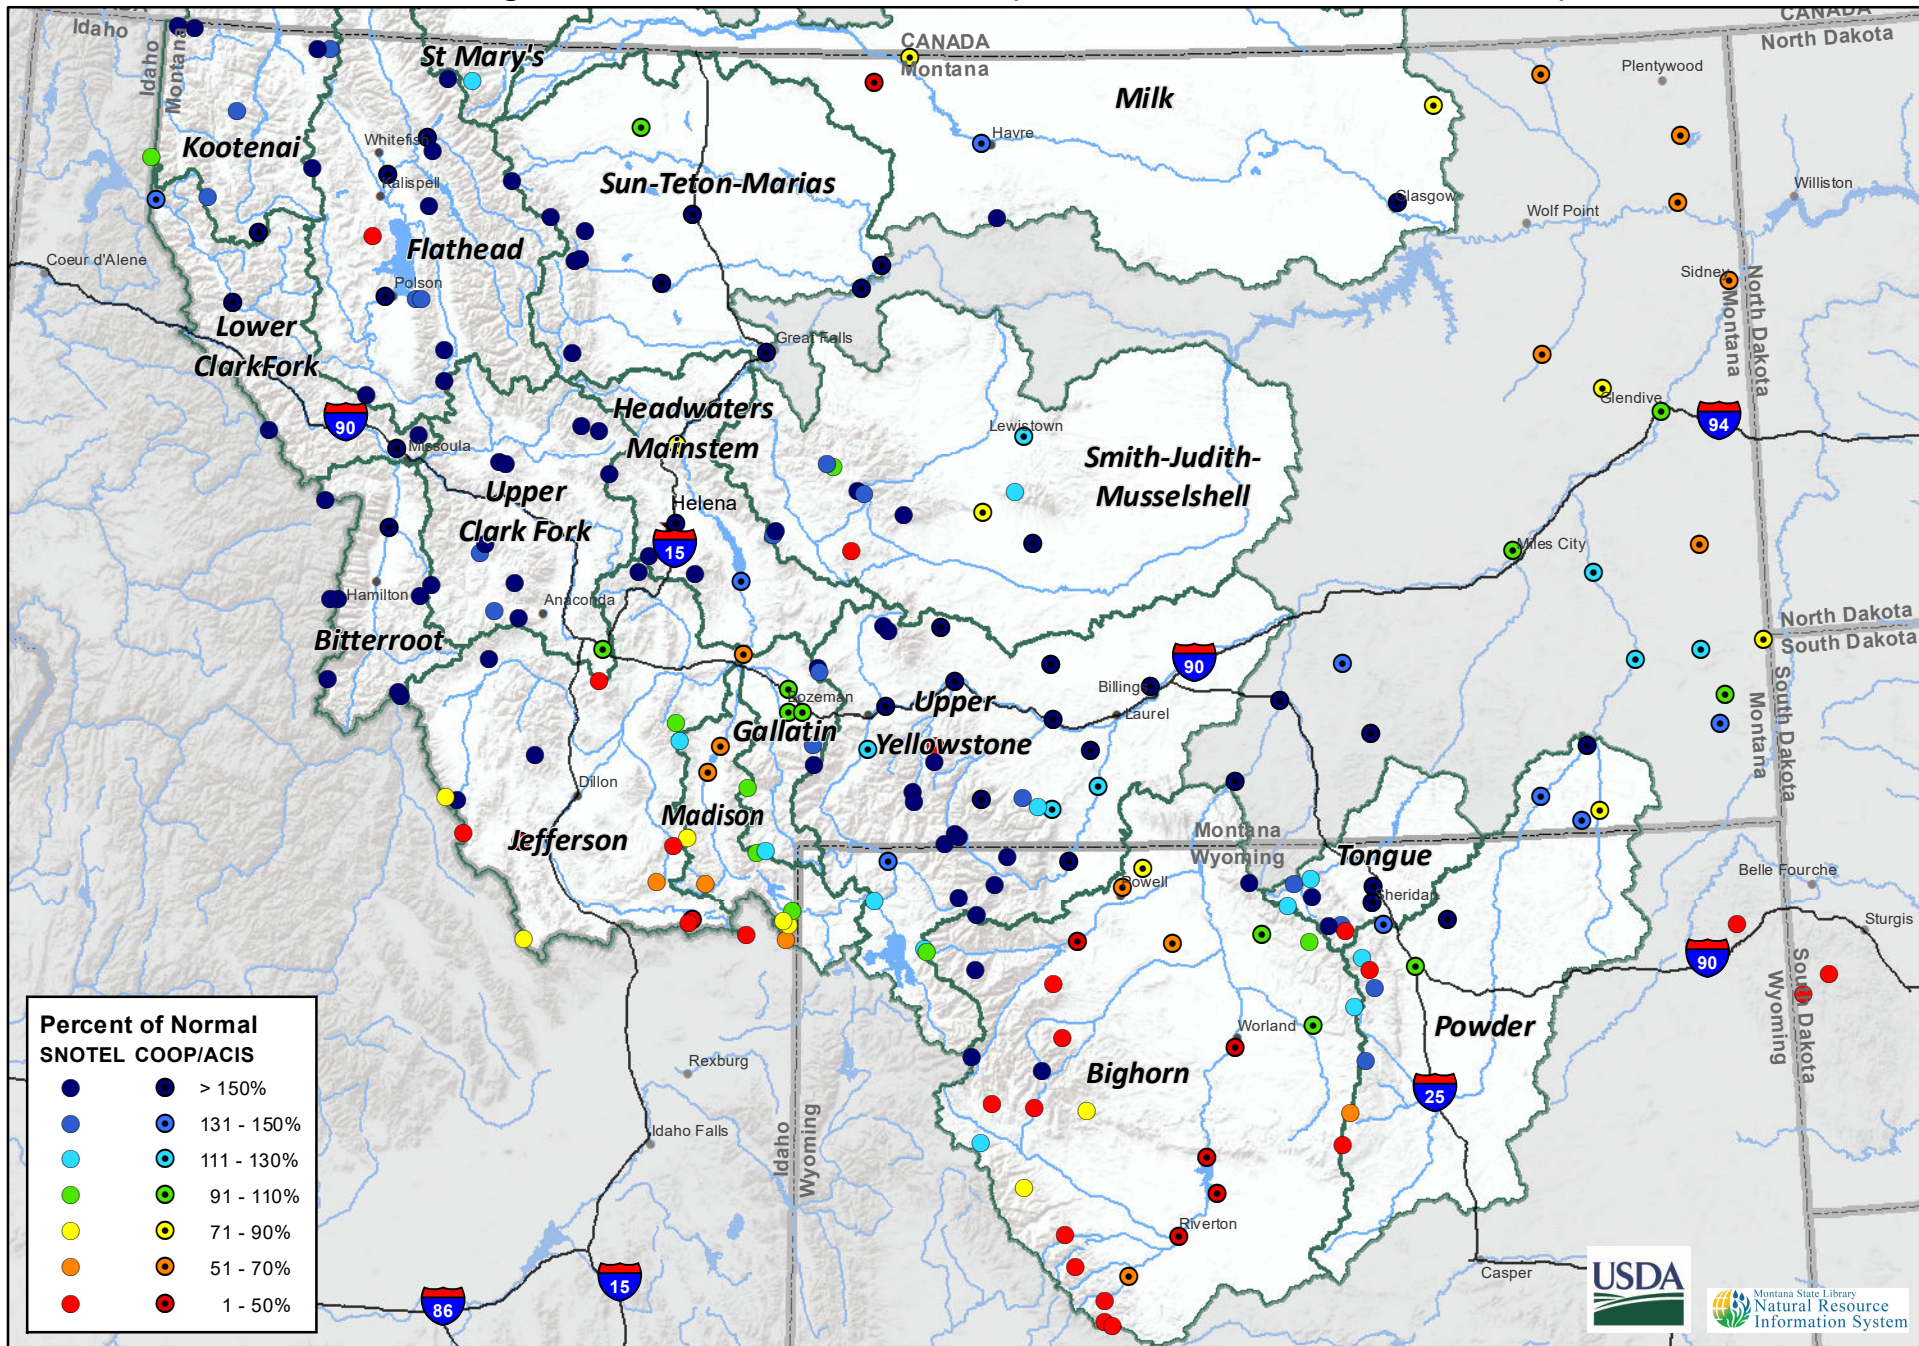 CANADA
CANADA
Idaho
Idaho
Montana
St Mary's
CANADA
Montana
North Dakota
Plentywood
Milk
Kootenai
Whitefish
Havre
Kalispell
Sun-Teton-Marias
Glasgow
Williston
Wolf Point
Flathead
Coeur d'Alene
Polson
Sidney
Montana
North Dakota
Lower
ClarkFork
Great Falls
Headwaters
Mainstem
Glendive
90
94
Missoula
Lewistown
Smith-Judith-
Musselshell
Upper
Clark Fork
Helena
15
Miles City
Hamilton
Anaconda
Bitterroot
North Dakota
South Dakota
90
Bozeman
Billings
Laurel
Upper
Yellowstone
Gallatin
Montana
South Dakota
Dillon
Madison
Jefferson
Montana
Wyoming
Tongue
Powell
Sheridan
Belle Fourche
Sturgis
90
South Dakota
Wyoming
Worland
Powder
Bighorn
25
Rexburg
Idaho Falls
Idaho
Wyoming
Riverton
Casper
15
86
Percent of Normal
SNOTEL COOP/ACIS
> 150%
131 - 150%
111 - 130%
91 - 110%
71 - 90%
51 - 70%
1 - 50%
USDA
Montana State Library
Natural Resource
Information System